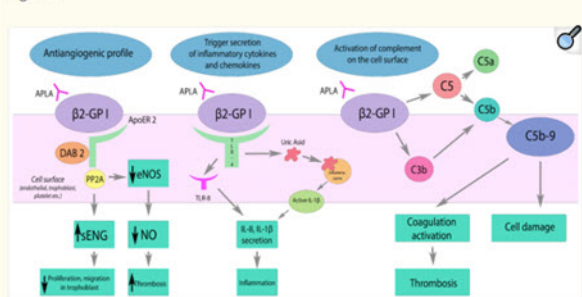 Antiangiogenic profile
Trigger secretion
of inflammatory cytokines
and chemokines
Activation of complement
on the cell surface
APLA
β2-GP I
ApoER 2
DAB 2
PP2A
Cell surface
(endothelial, trophoblast,
platelet etc.)
eNOS
sENG
NO
Proliferation, migration
in trophoblast
Thrombosis
APLA
β2-GP I
T
L
R
4
Uric Acid
TLR-8
Active IL-1β
IL-8, IL-1β
secretion
Inflammation
APLA
β2-GP I
C5
C5a
C5b
C3b
C5b-9
Coagulation
activation
Cell damage
Thrombosis